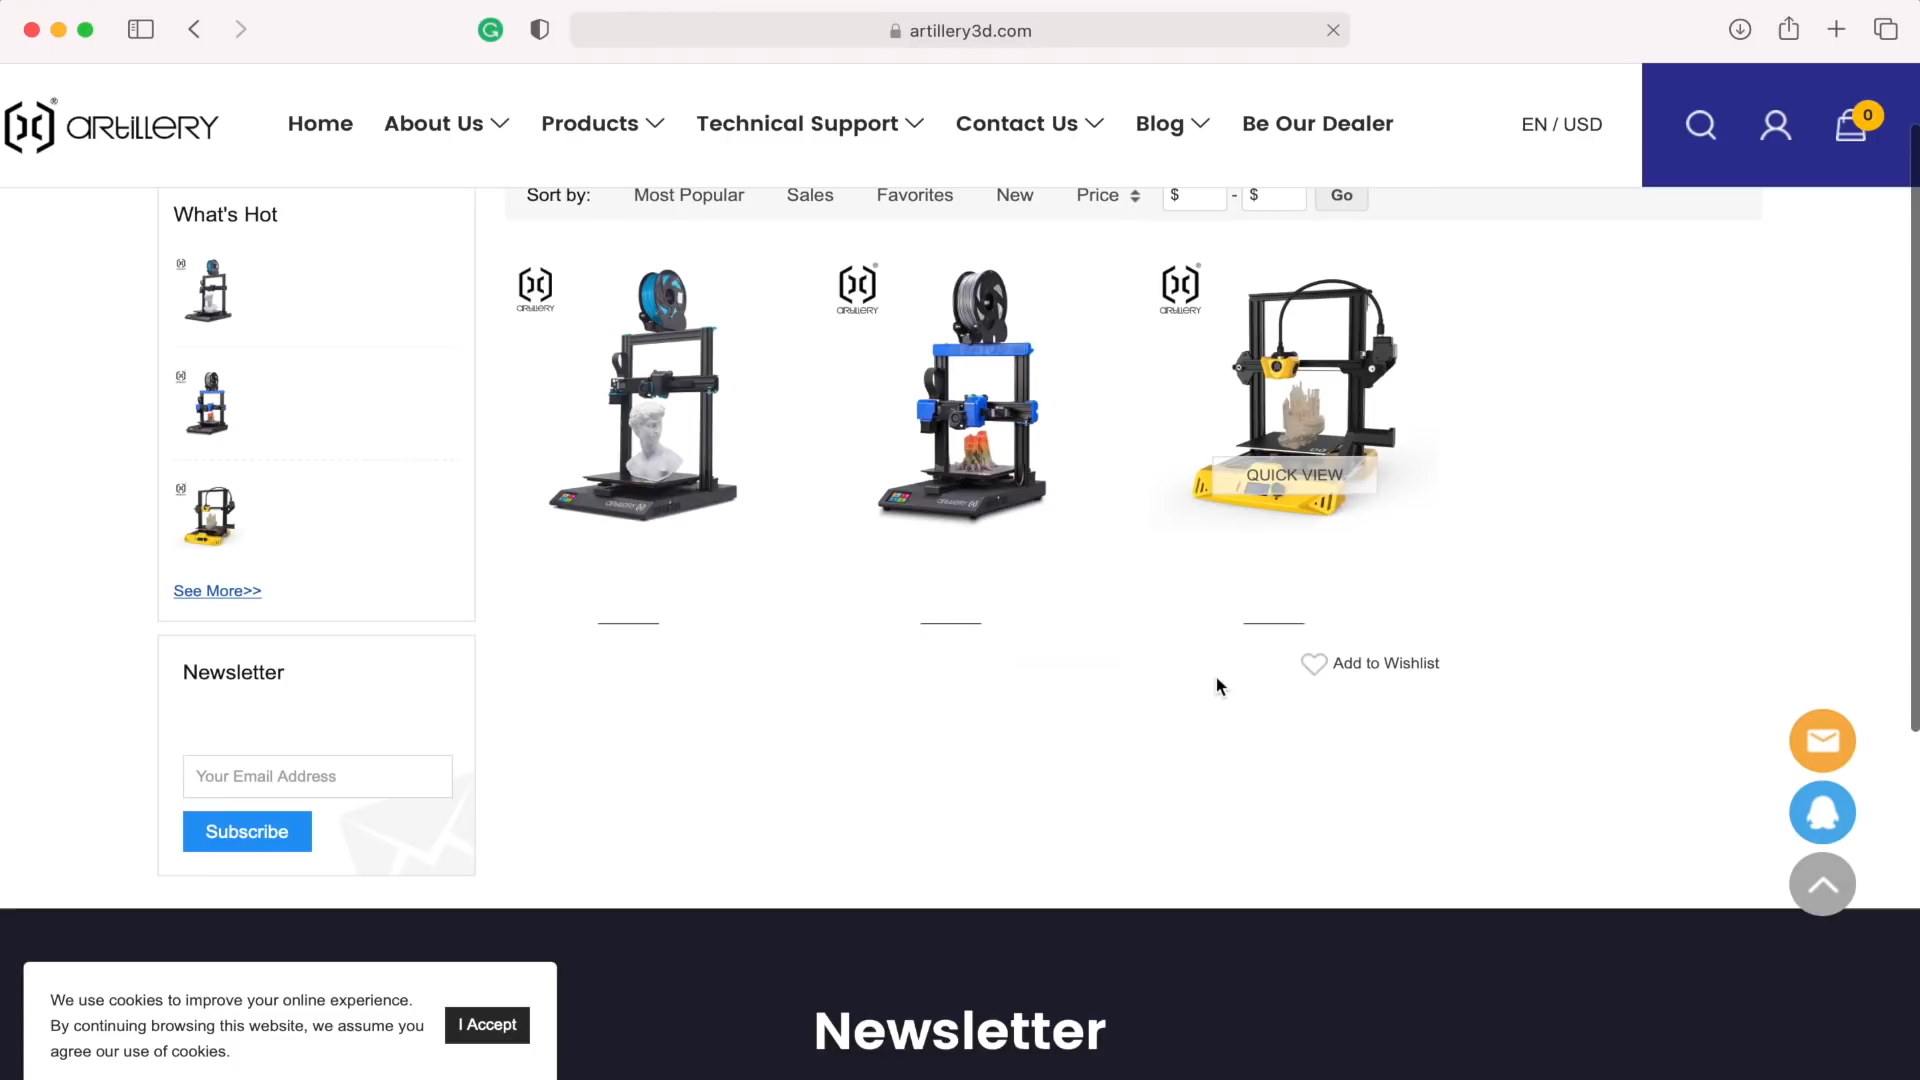 artillery3d.com
ARTILLERY
Home
About Us
Products
Technical Support
Contact Us
Blog
Be Our Dealer
EN / USD
0
Sort by:
Most Popular
Sales
Favorites
New
Price
$
- $
Go
What's Hot
ARTILLERY
ARTILLERY
ARTILLERY
QUICK VIEW
See More>>
Add to Wishlist
Newsletter
Your Email Address
Subscribe
We use cookies to improve your online experience.
By continuing browsing this website, we assume you
agree our use of cookies.
I Accept
Newsletter